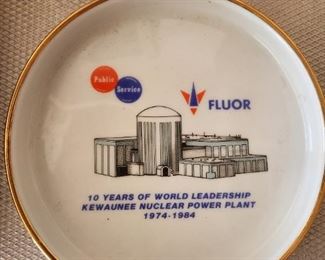 Public
Service
FLUOR
10 YEARS OF WORLD LEADERSHIP
KEWAUNEE NUCLEAR POWER PLANT
1974-1984